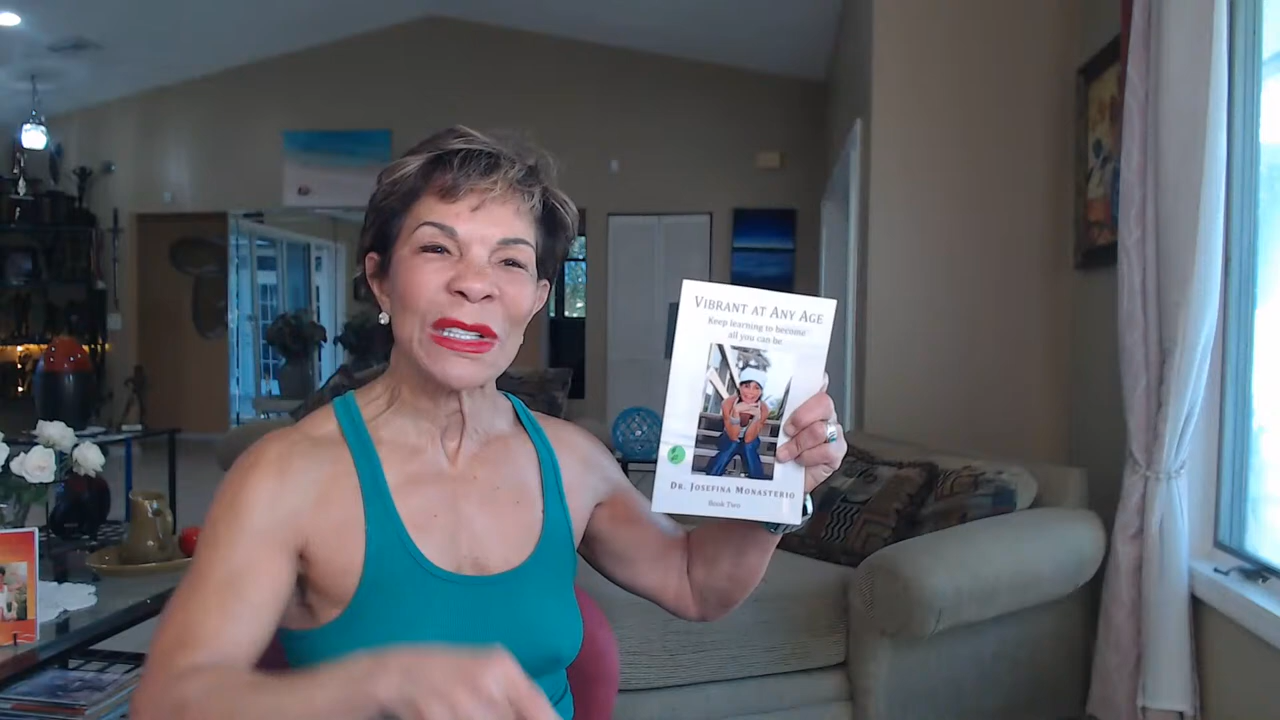 VIBRANT AT ANY AGE
Keep learning to become
all you can be
DR. JOSEFINA MONASTERIO
Book Two